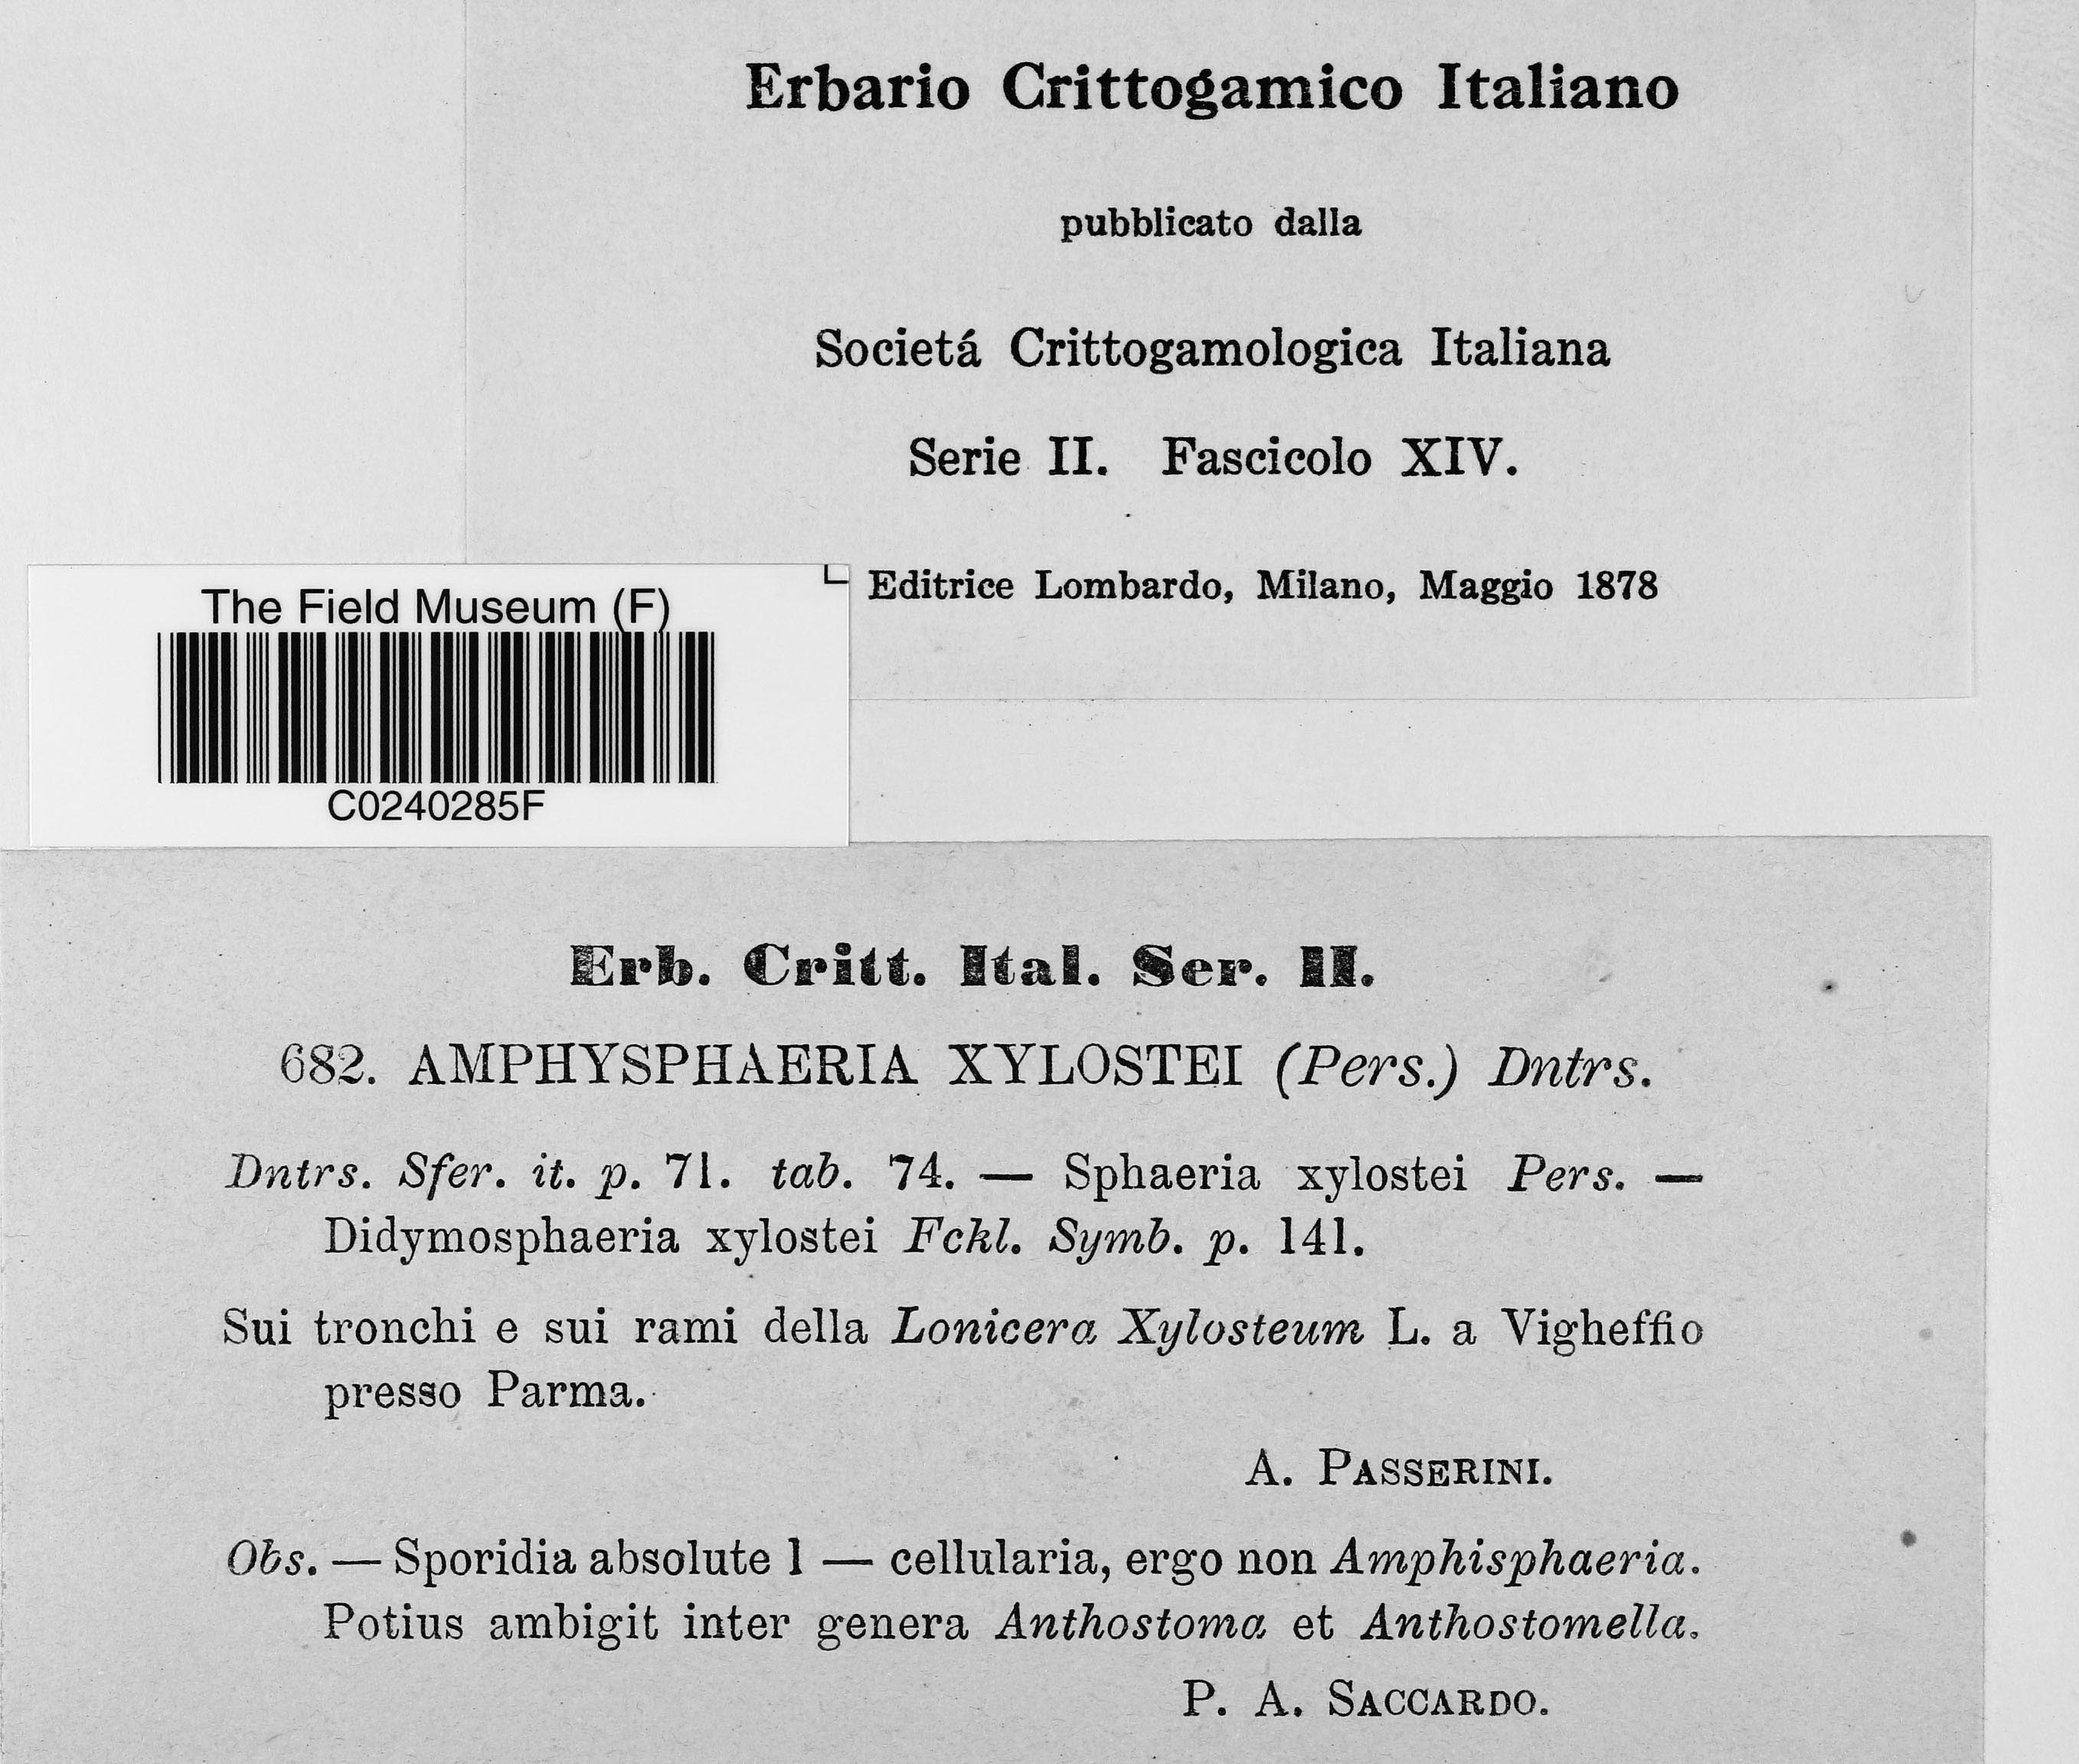 Erbario Crittogamico Italiano
pubblicato dalla
Societá Crittogamologica Italiana
Serie II. Fascicolo XIV.
Editrice Lombardo, Milano, Maggio 1878
The Field Museum (F)
C0240285F
Erb. Critt. Ital. Ser. II.
682. AMPHYSPHAERIA XYLOSTEI (Pers.) Dntrs.
Dntrs. Sfer. it. p. 71. tab. 74. — Sphaeria xylostei Pers. —
Didymosphaeria xylostei Fckl. Symb. p. 141.
Sui tronchi e sui rami della Lonicera Xylosteum L. a Vigheffio
presso Parma.
A. PASSERINI.
Obs. — Sporidia absolute 1 — cellularia, ergo non Amphisphaeria.
Potius ambigit inter genera Anthostoma et Anthostomella.
P. A. SACCARDO.